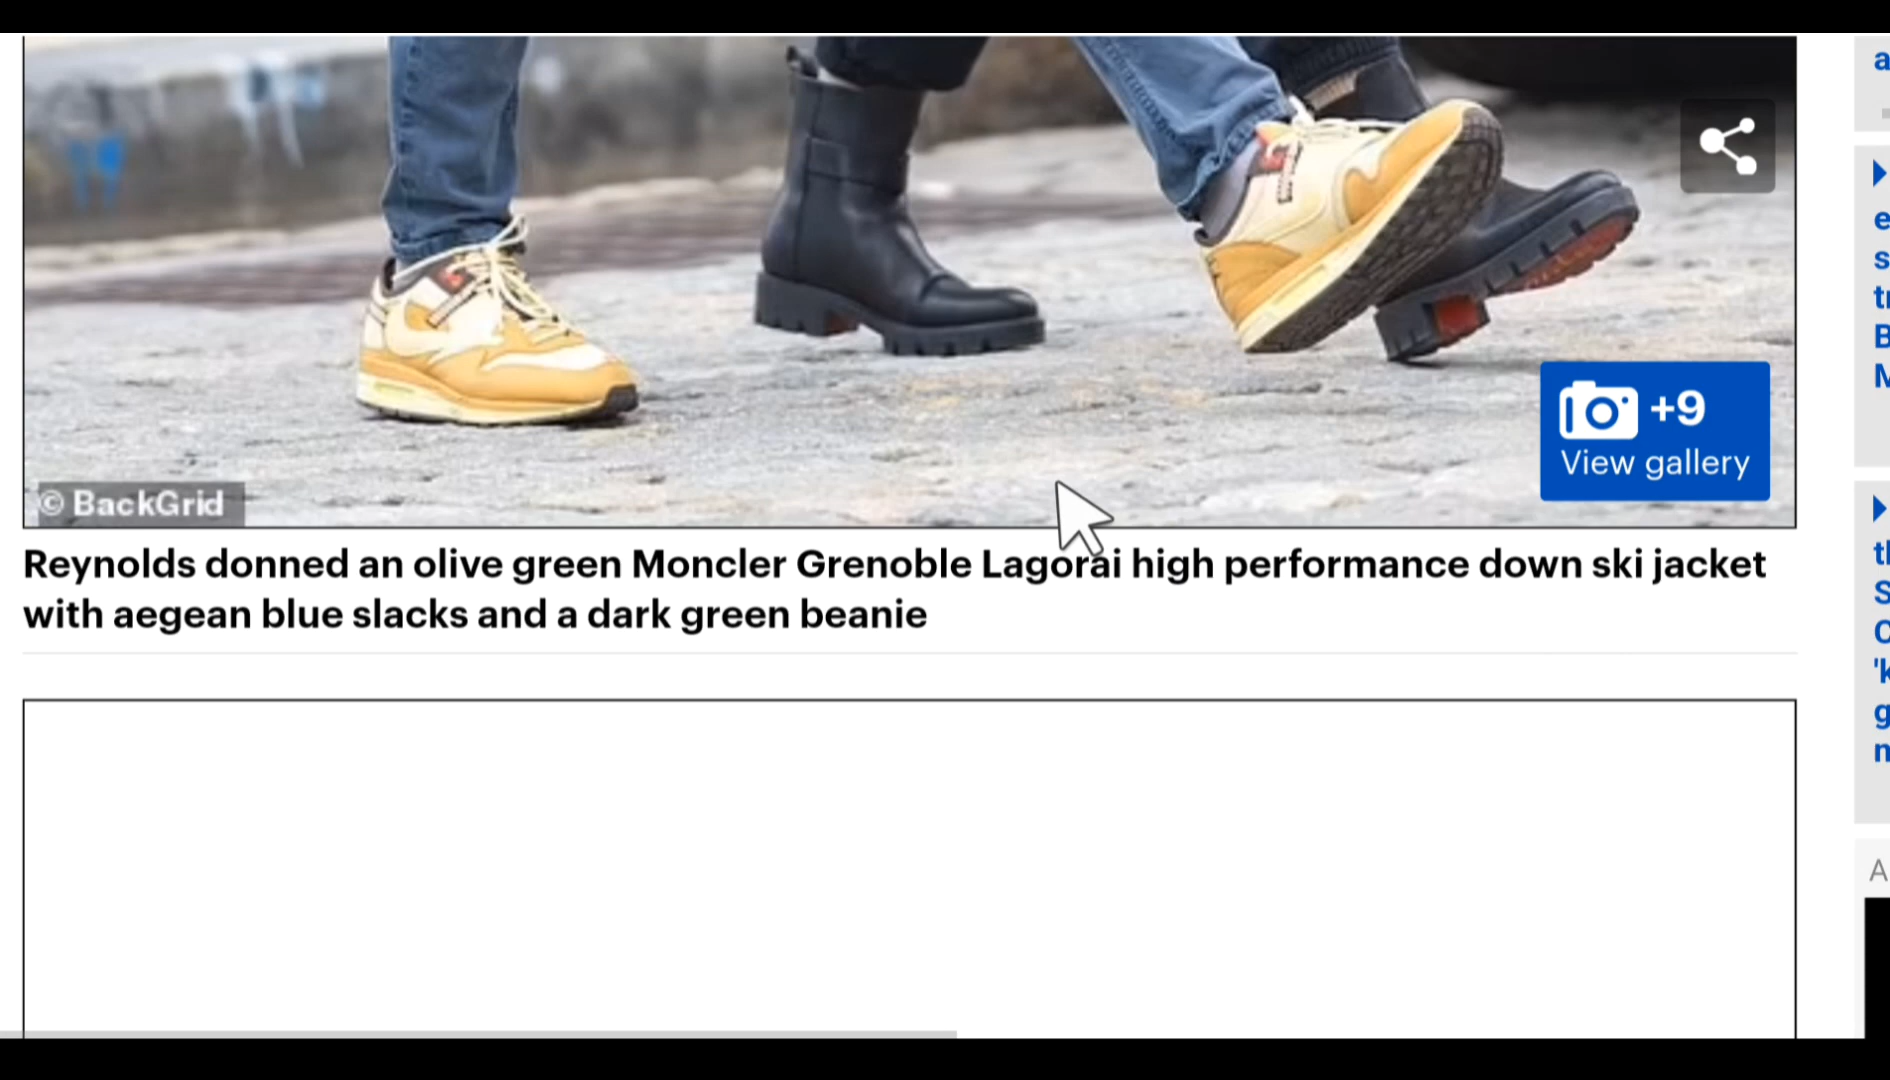 +9
View gallery
© BackGrid
Reynolds donned an olive green Moncler Grenoble Lagorai high performance down ski jacket
with aegean blue slacks and a dark green beanie